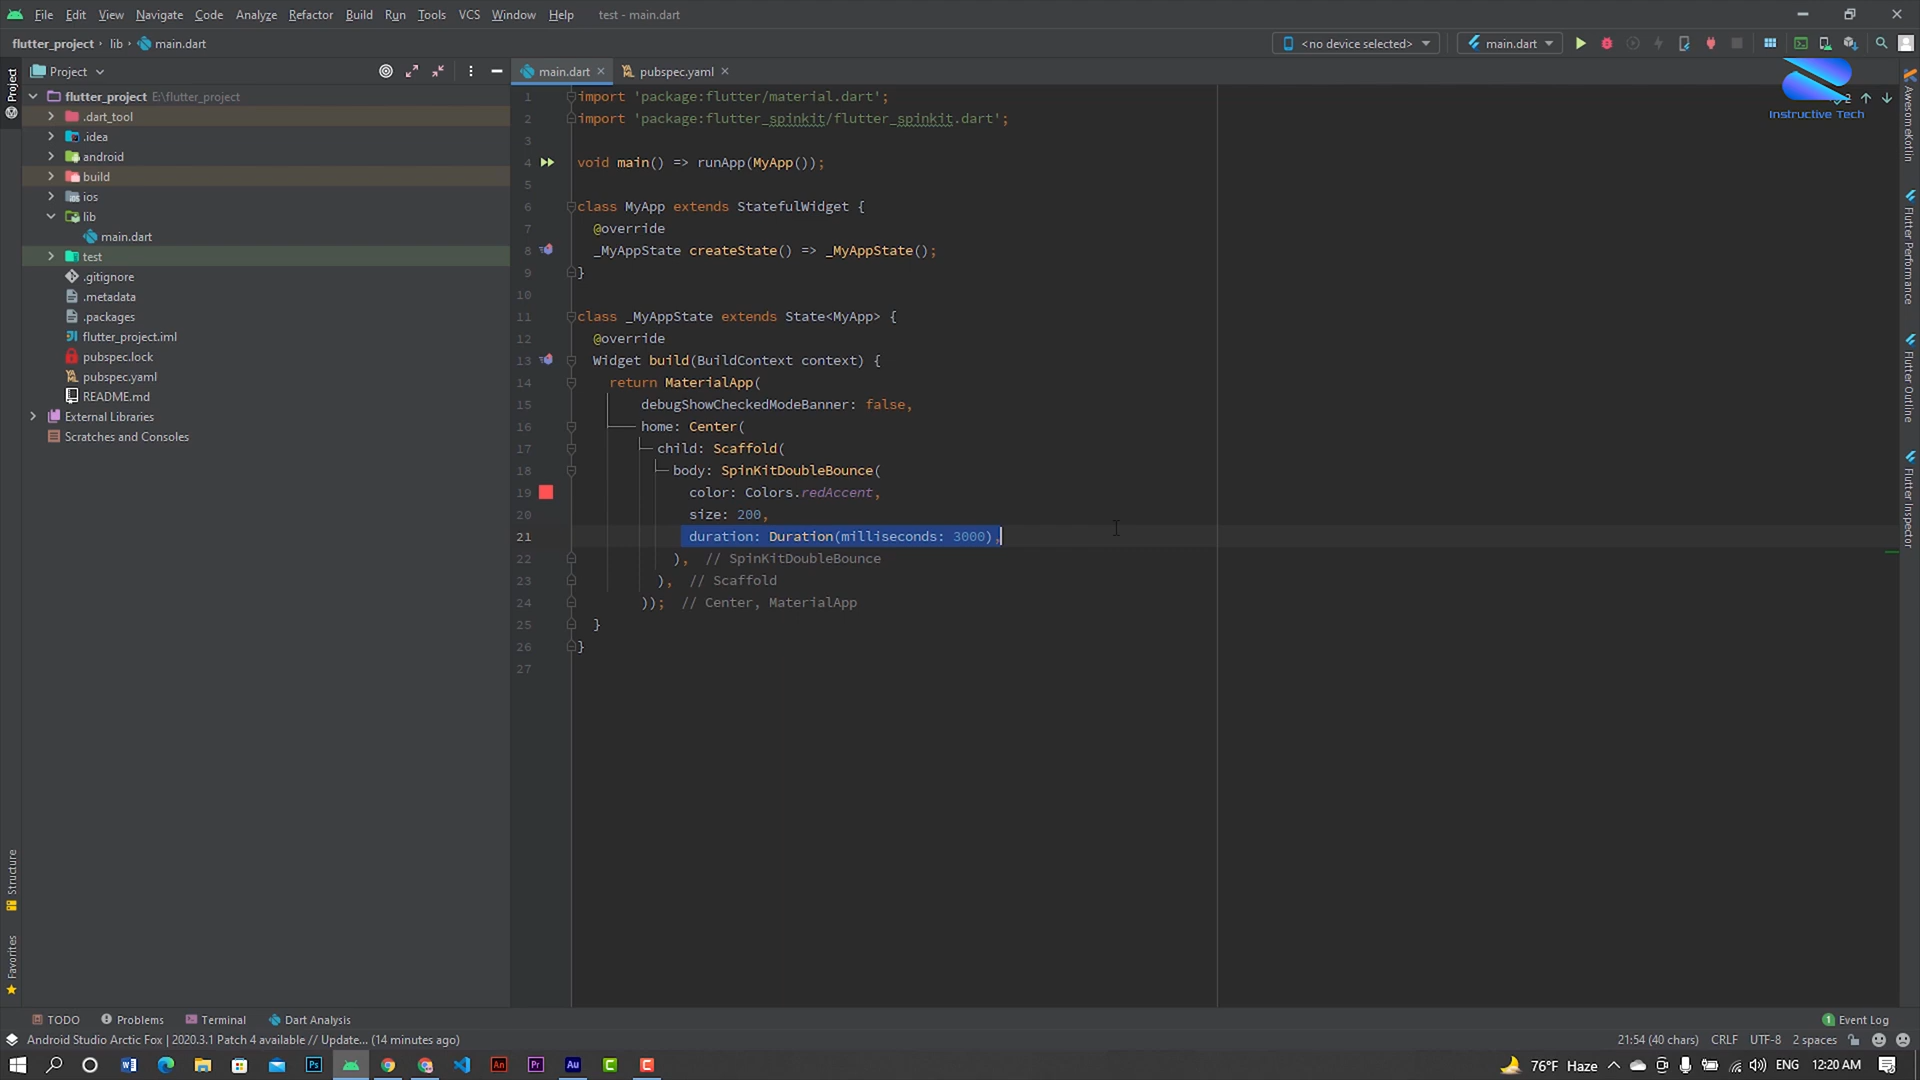 File Edit View Navigate Code Analyze Refactor Build Run Tools VCS Window Help test - main.dart
flutter_project lib main.dart <no device selected> main.dart
Project main.dart pubspec.yaml
flutter_project E:\flutter_project
.dart_tool
.idea
android
build
ios
lib
main.dart
test
.gitignore
.metadata
.packages
flutter_project.iml
pubspec.lock
pubspec.yaml
README.md
External Libraries
Scratches and Consoles
1 import 'package:flutter/material.dart';
2 import 'package:flutter_spinkit/flutter_spinkit.dart';
3
4 void main() => runApp(MyApp());
5
6 class MyApp extends StatefulWidget {
7 @override
8 _MyAppState createState() => _MyAppState();
9 }
10
11 class _MyAppState extends State<MyApp> {
12 @override
13 Widget build(BuildContext context) {
14 return MaterialApp(
15 debugShowCheckedModeBanner: false,
16 home: Center(
17 child: Scaffold(
18 body: SpinKitDoubleBounce(
19 color: Colors.redAccent,
20 size: 200,
21 duration: Duration(milliseconds: 3000),
22 ), // SpinKitDoubleBounce
23 ), // Scaffold
24 )); // Center, MaterialApp
25 }
26 }
27
2
Instructive Tech
Project
Structure
Favorites
AwesomeKotlin
Flutter Performance
Flutter Outline
Flutter Inspector
TODO Problems Terminal Dart Analysis 1 Event Log
Android Studio Arctic Fox | 2020.3.1 Patch 4 available // Update... (14 minutes ago) 21:54 (40 chars) CRLF UTF-8 2 spaces
W Ps An Pr Au C C 76°F Haze ENG 12:20 AM